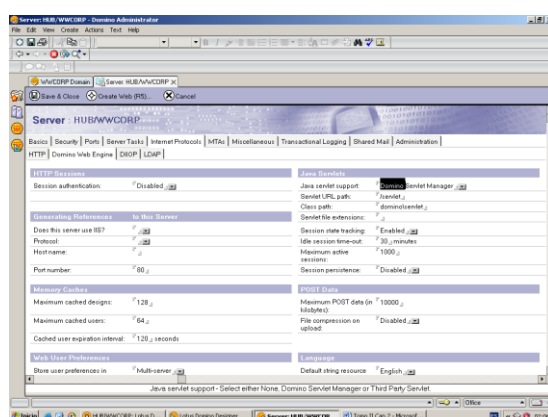 Server: HUB/WWCORP - Domino Administrator
File Edit View Create Actions Text Help
WWCORP Domain Server: HUB/WWCORP
Save & Close Create Web (R5)... Cancel
Server : HUB/WWCORP
Basics Security Ports Server Tasks Internet Protocols MTAs Miscellaneous Transactional Logging Shared Mail Administration
HTTP Domino Web Engine DIIOP LDAP
HTTP Sessions
Session authentication: Disabled
Java Servlets
Java servlet support: Domino Servlet Manager
Servlet URL path: /servlet
Class path: domino\servlet
Servlet file extensions:
Session state tracking: Enabled
Idle session time-out: 30 minutes
Maximum active
sessions: 1000
Session persistence: Disabled
Generating References to this Server
Does this server use IIS?
Protocol:
Host name:
Port number: 80
Memory Caches
Maximum cached designs: 128
Maximum cached users: 64
Cached user expiration interval: 120 seconds
POST Data
Maximum POST data (in 10000
kilobytes):
File compression on Disabled
upload:
Web User Preferences
Store user preferences in Multi-server
Language
Default string resource English
Java servlet support - Select either None, Domino Servlet Manager or Third Party Servlet.
Office
Inicio